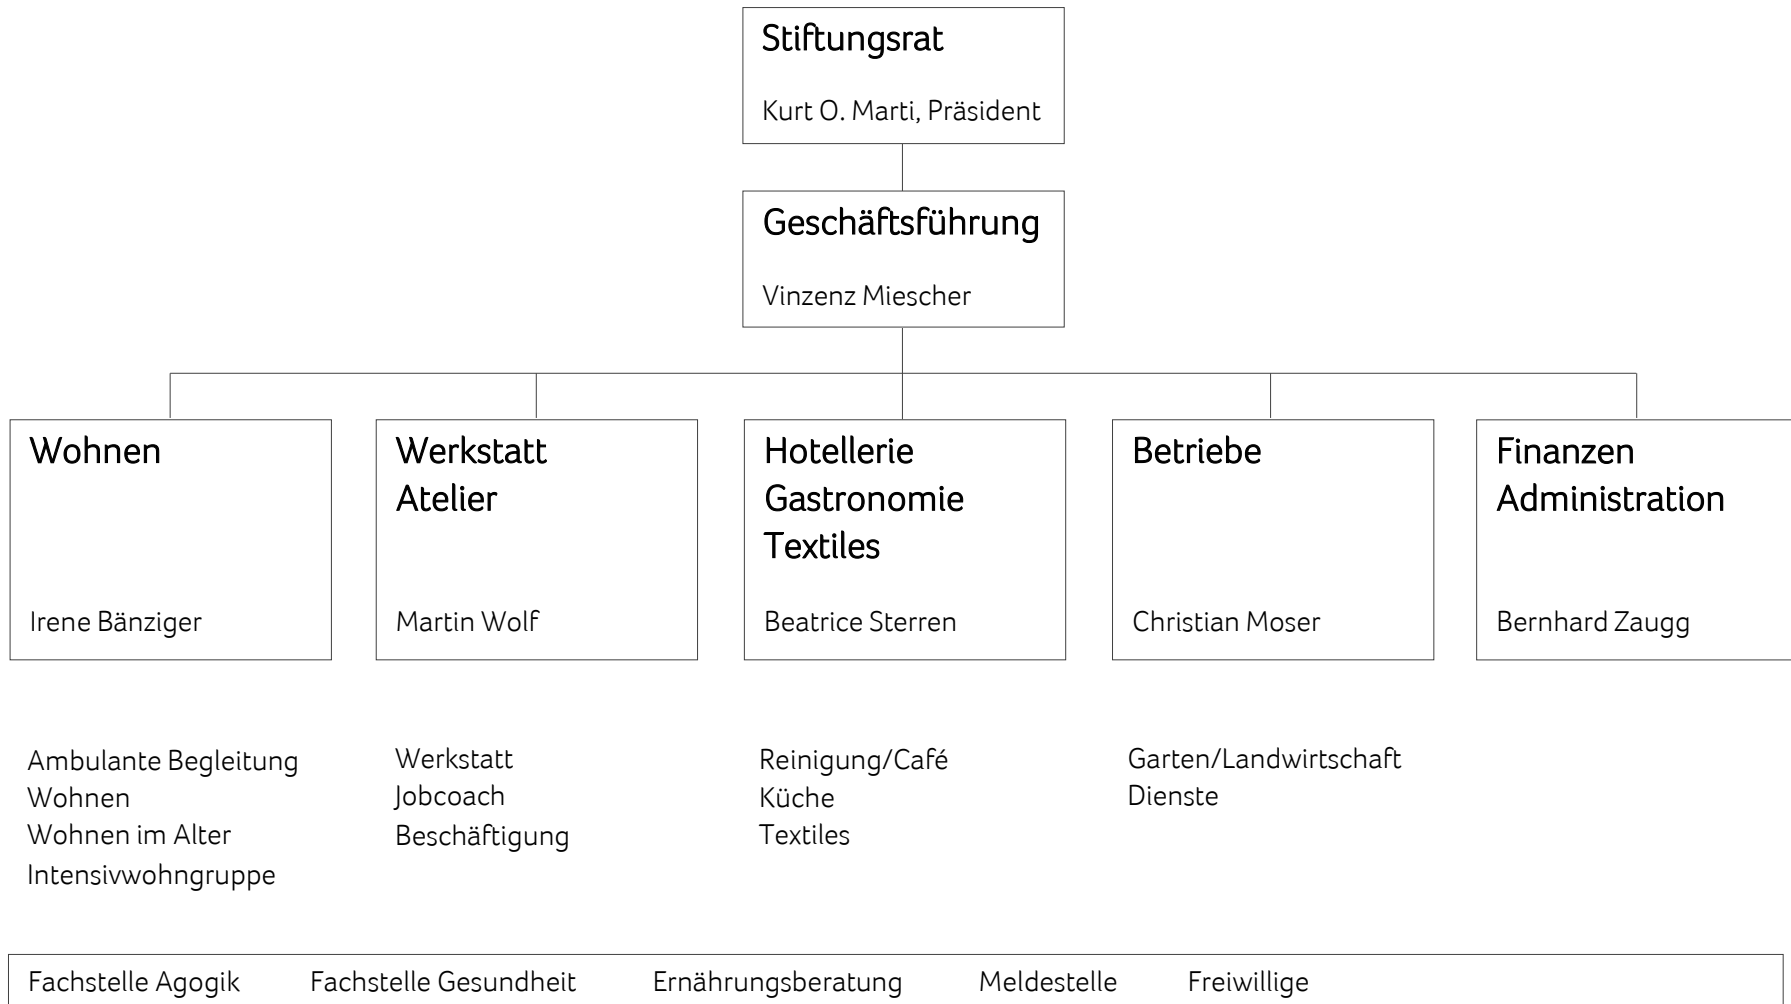 Stiftungsrat
Kurt O. Marti, Präsident
Geschäftsführung
Vinzenz Miescher
Wohnen
Irene Bänziger
Werkstatt
Atelier
Martin Wolf
Hotellerie
Gastronomie
Textiles
Beatrice Sterren
Betriebe
Christian Moser
Finanzen
Administration
Bernhard Zaugg
Ambulante Begleitung
Wohnen
Wohnen im Alter
Intensivwohngruppe
Werkstatt
Jobcoach
Beschäftigung
Reinigung/Café
Küche
Textiles
Garten/Landwirtschaft
Dienste
Fachstelle Agogik Fachstelle Gesundheit Ernährungsberatung Meldestelle Freiwillige